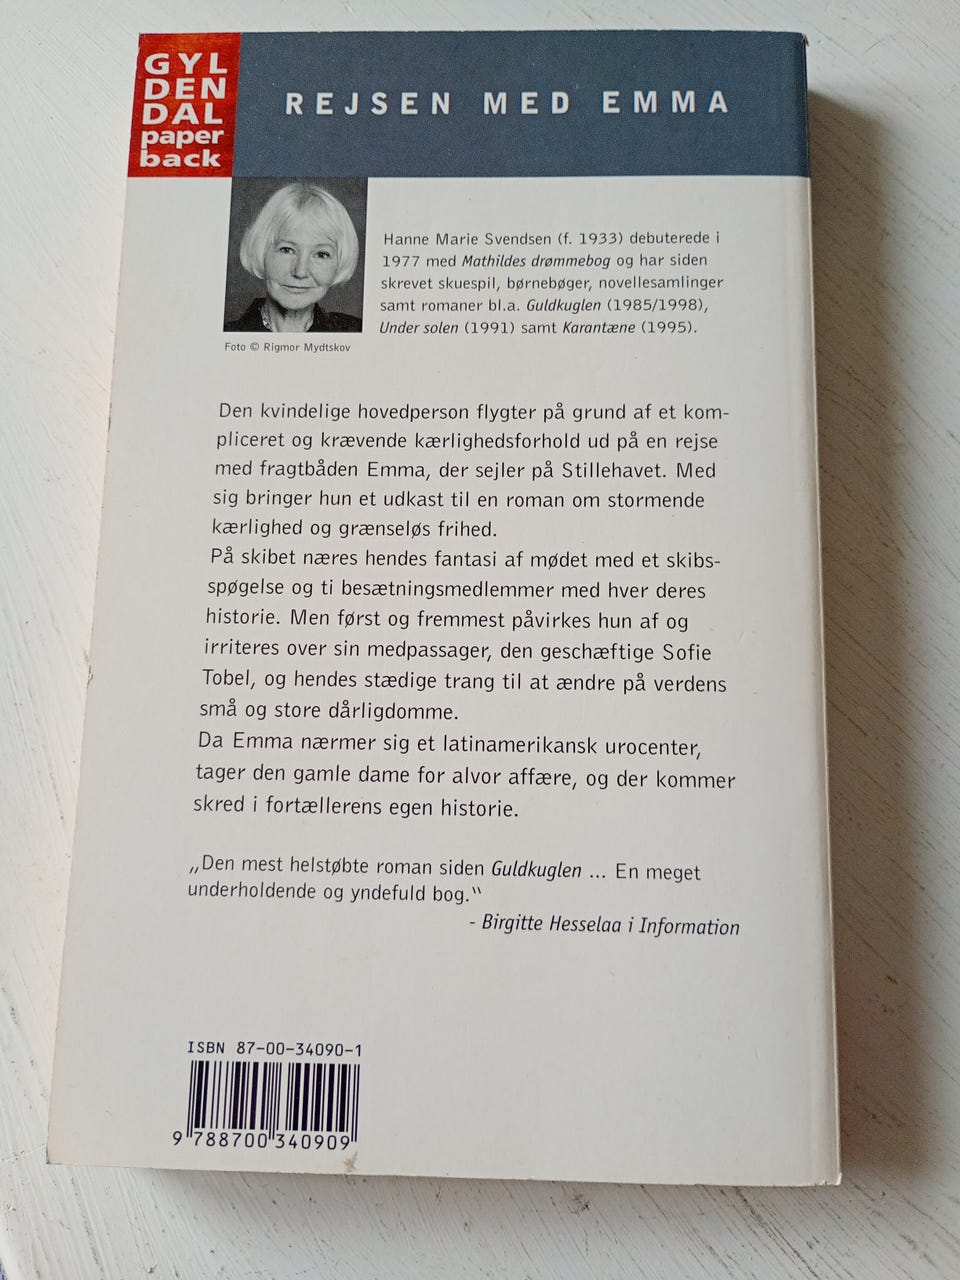 GYL
DEN
DAL
paper
back
REJSEN MED EMMA
Hanne Marie Svendsen (f. 1933) debuterede i
1977 med Mathildes drømmebog og har siden
skrevet skuespil, børnebøger, novellesamlinger
samt romaner bl.a. Guldkuglen (1985/1998),
Under solen (1991) samt Karantæne (1995).
Foto © Rigmor Mydtskov
Den kvindelige hovedperson flygter på grund af et kom-
pliceret og krævende kærlighedsforhold ud på en rejse
med fragtbåden Emma, der sejler på Stillehavet. Med
sig bringer hun et udkast til en roman om stormende
kærlighed og grænseløs frihed.
På skibet næres hendes fantasi af mødet med et skibs-
spøgelse og ti besætningsmedlemmer med hver deres
historie. Men først og fremmest påvirkes hun af og
irriteres over sin medpassager, den geschæftige Sofie
Tobel, og hendes stædige trang til at ændre på verdens
små og store dårligdomme.
Da Emma nærmer sig et latinamerikansk urocenter,
tager den gamle dame for alvor affære, og der kommer
skred i fortællerens egen historie.
„Den mest helstøbte roman siden Guldkuglen ... En meget
underholdende og yndefuld bog.“
- Birgitte Hesselaa i Information
ISBN 87-00-34090-1
9 788700 340909